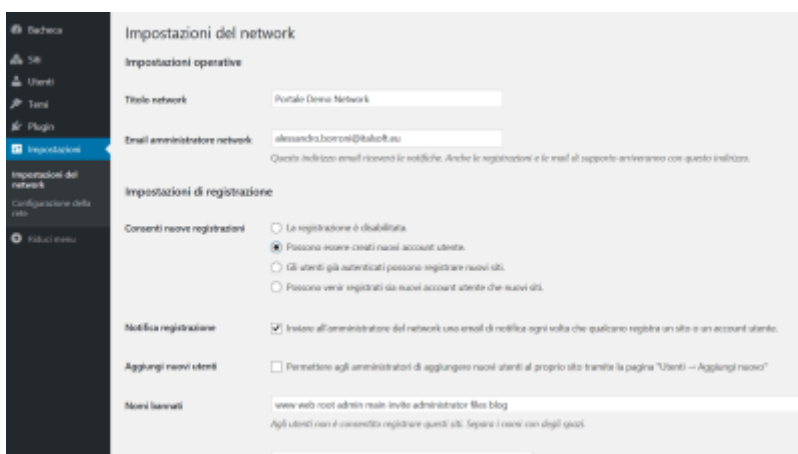 Bacheca
Siti
Utenti
Temi
Plugin
Impostazioni
Impostazioni del
network
Configurazione della
rete
Riduci menu
Impostazioni del network
Impostazioni operative
Titolo network
Portale Demo Network
Email amministratore network
alessandro.borroni@italsoft.eu
Questo indirizzo email riceverà le notifiche. Anche le registrazioni e le mail di supporto arriveranno con questo indirizzo.
Impostazioni di registrazione
Consenti nuove registrazioni
La registrazione è disabilitata.
Possono essere creati nuovi account utente.
Gli utenti già autenticati possono registrare nuovi siti.
Possono venir registrati sia nuovi account utente che nuovi siti.
Notifica registrazione
Inviare all'amministratore del network una email di notifica ogni volta che qualcuno registra un sito o un account utente.
Aggiungi nuovi utenti
Permettere agli amministratori di aggiungere nuovi utenti al proprio sito tramite la pagina "Utenti → Aggiungi nuovo"
Nomi bannati
www web root admin main invite administrator files blog
Agli utenti non è consentito registrare questi siti. Separa i nomi con degli spazi.